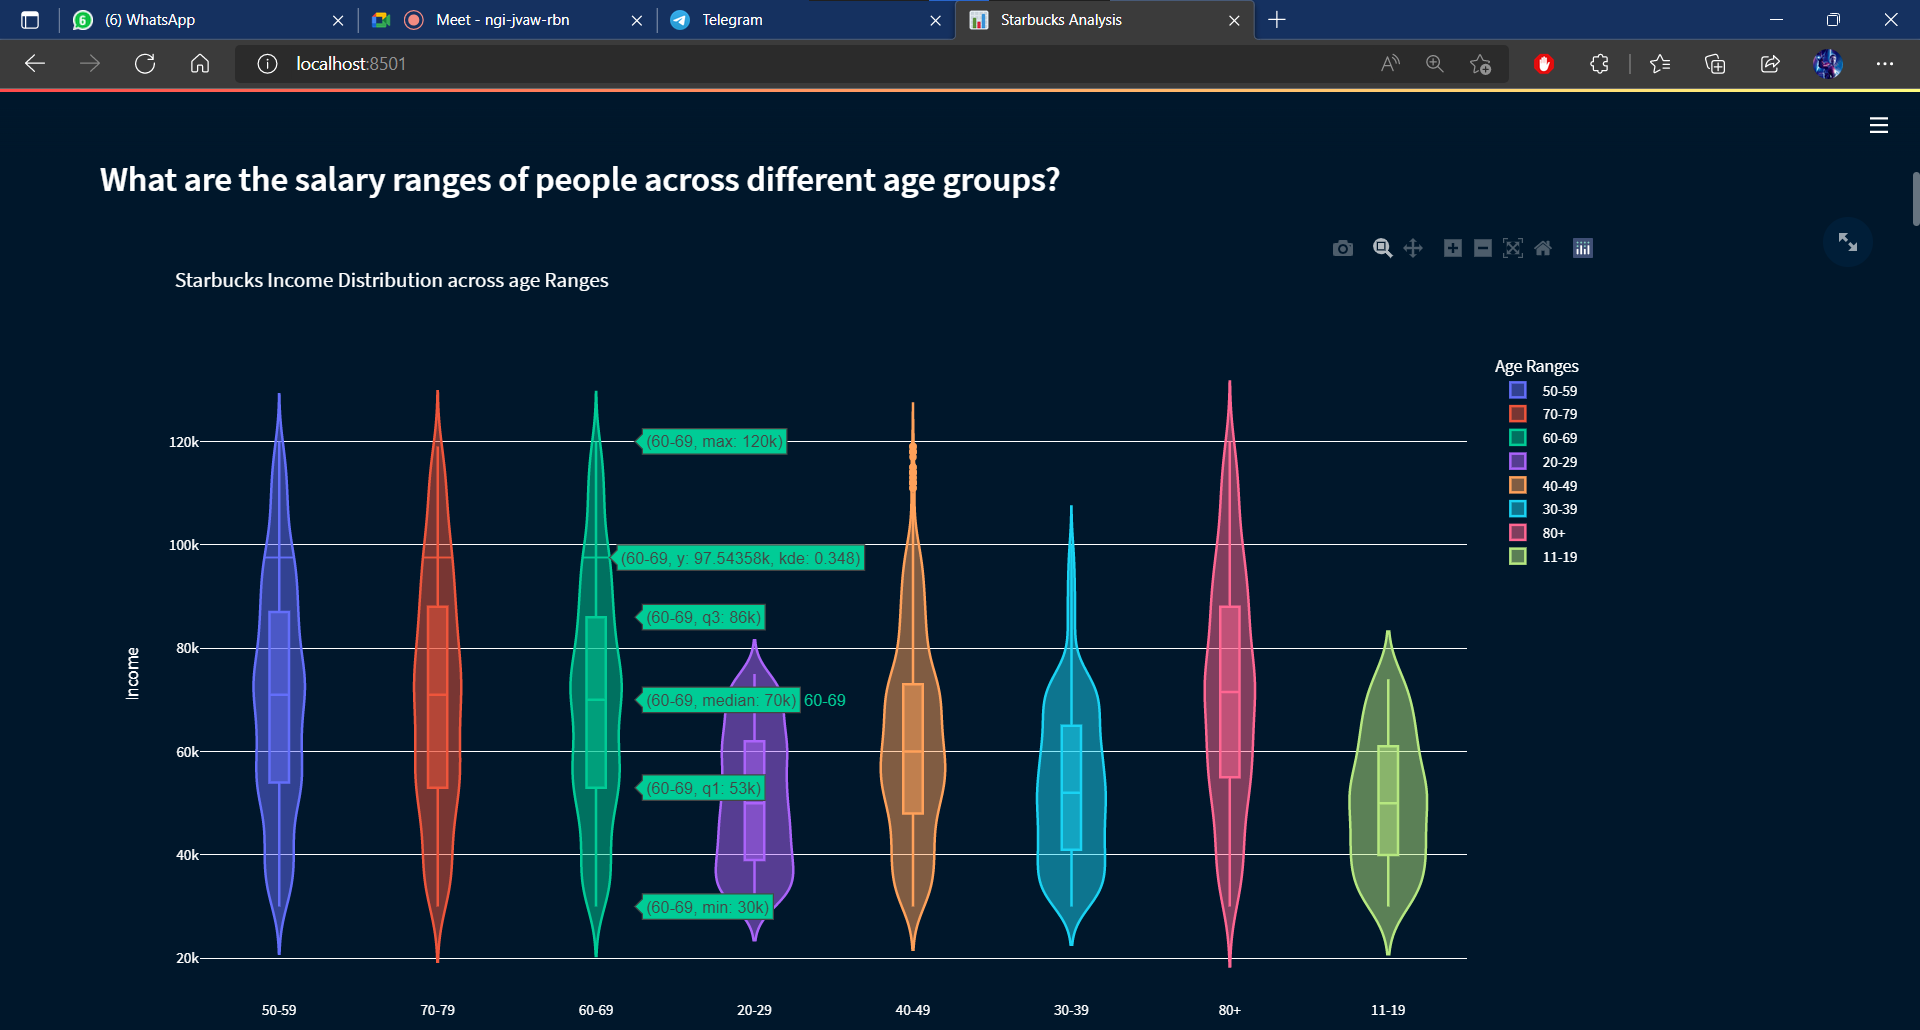 (6) WhatsApp
Meet - ngi-jvaw-rbn
Telegram
Starbucks Analysis
localhost:8501
What are the salary ranges of people across different age groups?
Starbucks Income Distribution across age Ranges
Age Ranges
50-59
70-79
60-69
20-29
40-49
30-39
80+
11-19
120k
100k
80k
60k
40k
20k
Income
(60-69, max: 120k)
(60-69, y: 97.54358k, kde: 0.348)
(60-69, q3: 86k)
(60-69, median: 70k) 60-69
(60-69, q1: 53k)
(60-69, min: 30k)
50-59 70-79 60-69 20-29 40-49 30-39 80+ 11-19